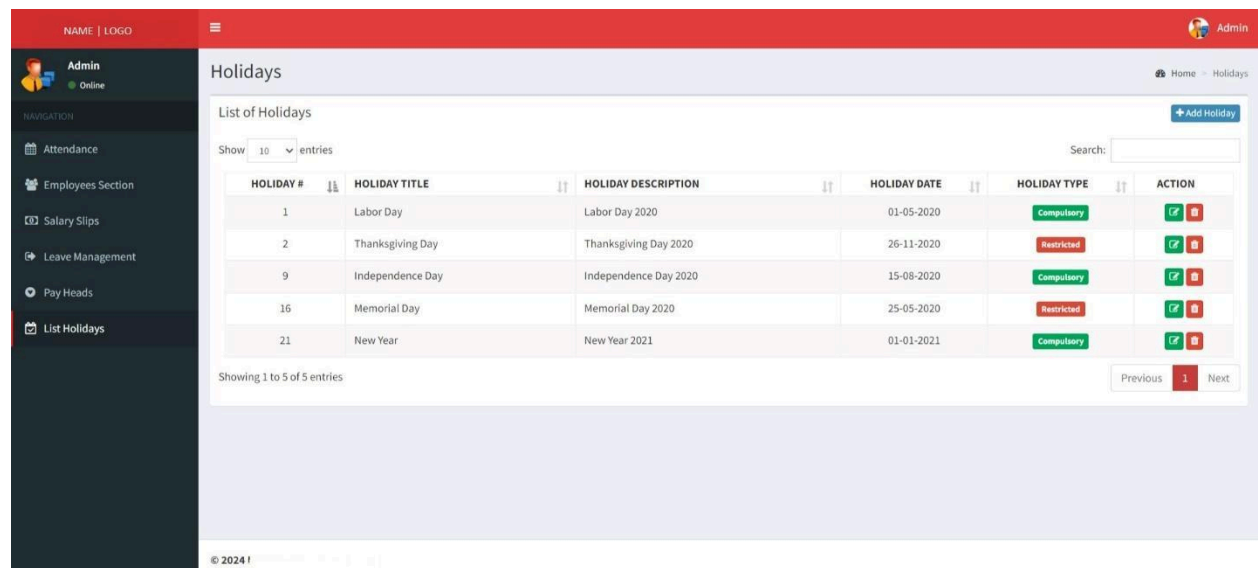 NAME | LOGO
Admin
Admin
Online
Holidays
Home > Holidays
NAVIGATION
Attendance
Employees Section
Salary Slips
Leave Management
Pay Heads
List Holidays
List of Holidays
Add Holiday
Show 10 entries
Search:
HOLIDAY # HOLIDAY TITLE HOLIDAY DESCRIPTION HOLIDAY DATE HOLIDAY TYPE ACTION
1 Labor Day Labor Day 2020 01-05-2020 Compulsory
2 Thanksgiving Day Thanksgiving Day 2020 26-11-2020 Restricted
9 Independence Day Independence Day 2020 15-08-2020 Compulsory
16 Memorial Day Memorial Day 2020 25-05-2020 Restricted
21 New Year New Year 2021 01-01-2021 Compulsory
Showing 1 to 5 of 5 entries
Previous 1 Next
© 2024